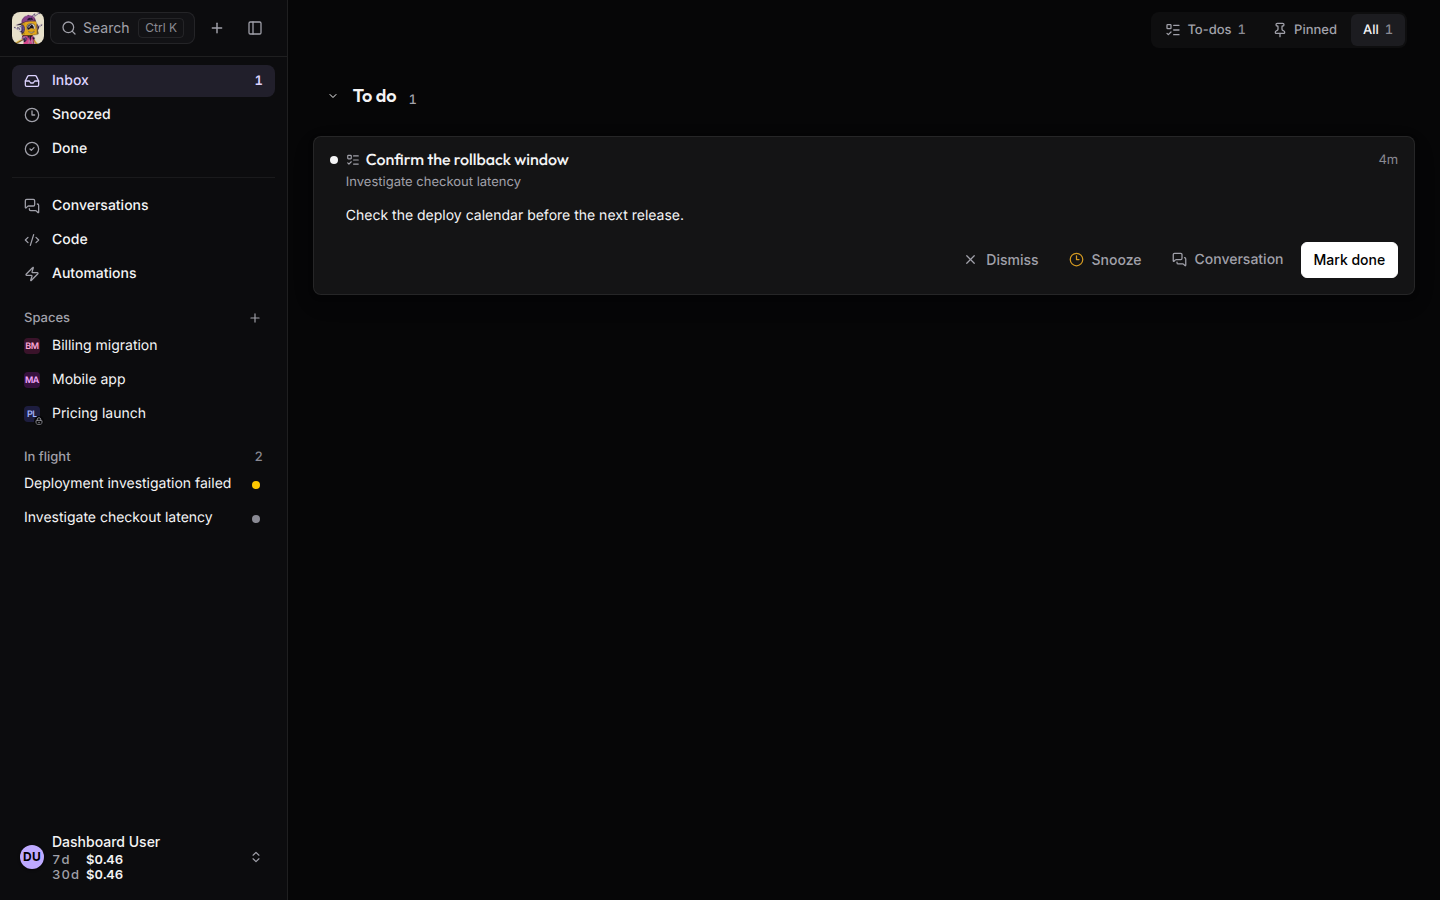 Search Ctrl K
Inbox 1
Snoozed
Done
Conversations
Code
Automations
Spaces
BM Billing migration
MA Mobile app
PL Pricing launch
In flight 2
Deployment investigation failed
Investigate checkout latency
DU Dashboard User
7d $0.46
30d $0.46
To-dos 1 Pinned All 1
To do 1
Confirm the rollback window 4m
Investigate checkout latency
Check the deploy calendar before the next release.
Dismiss Snooze Conversation Mark done